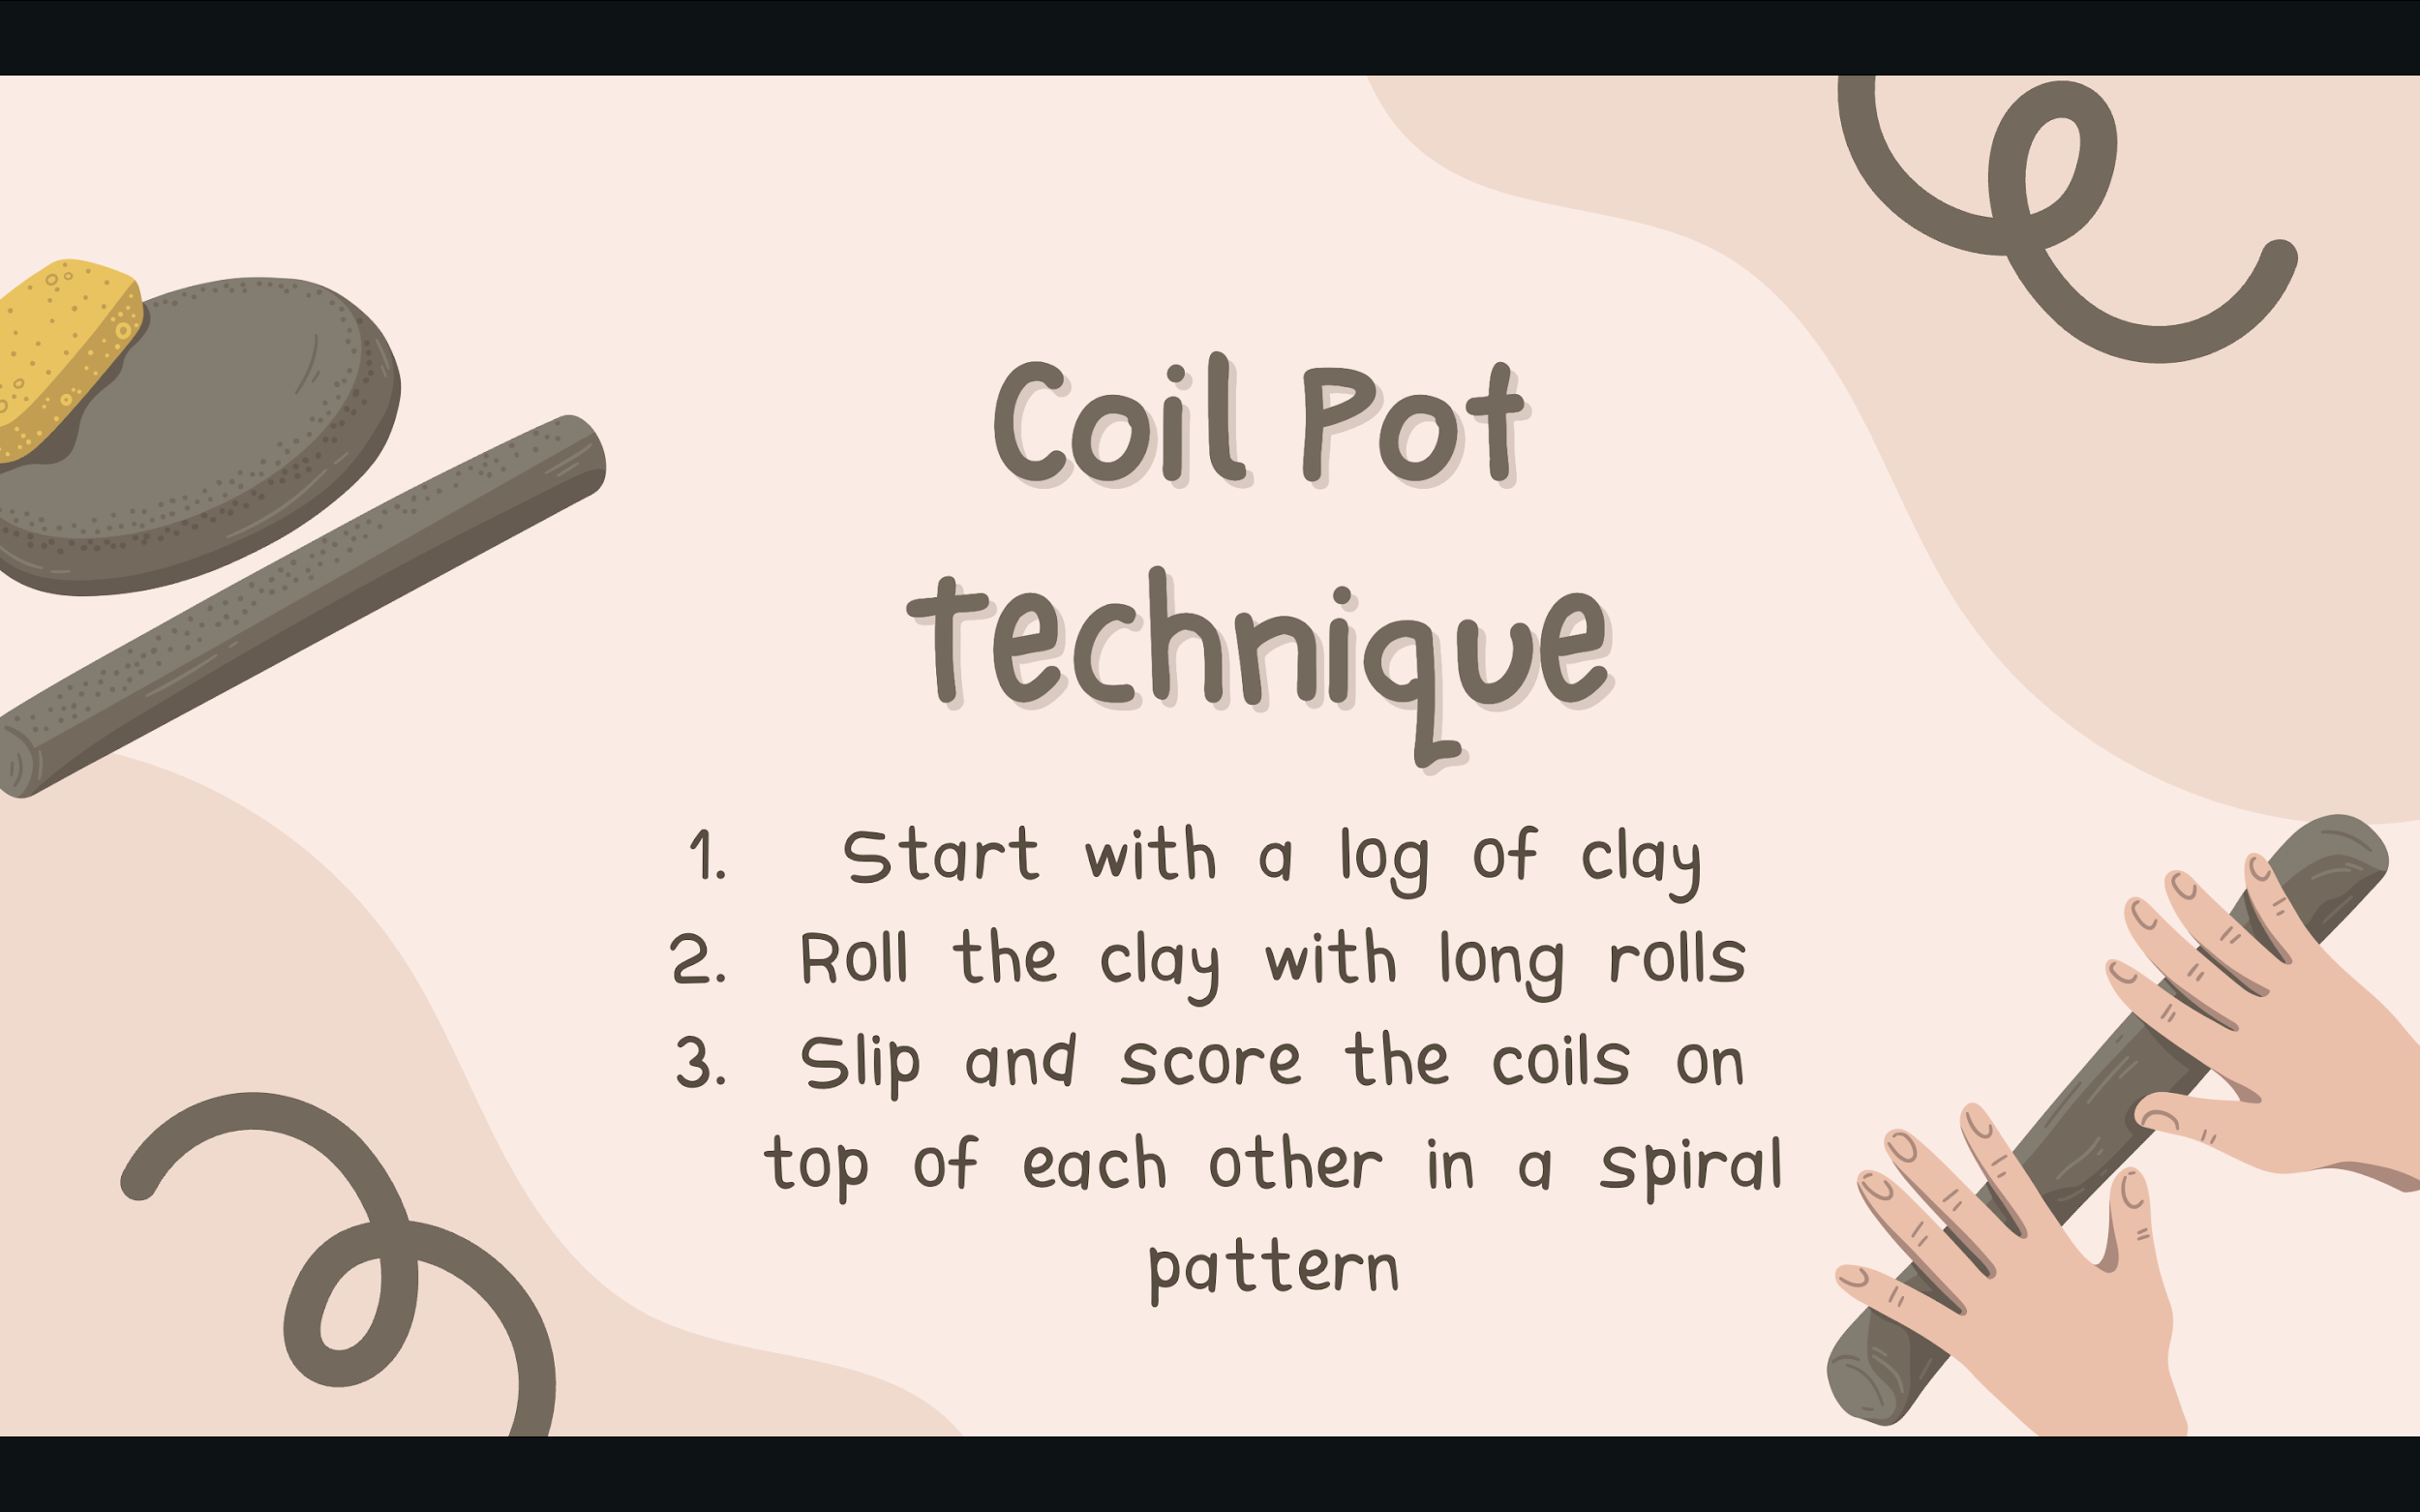 Coil Pot
technique
1. Start with a log of clay
2. Roll the clay with long rolls
3. Slip and score the coils on
top of each other in a spiral
pattern